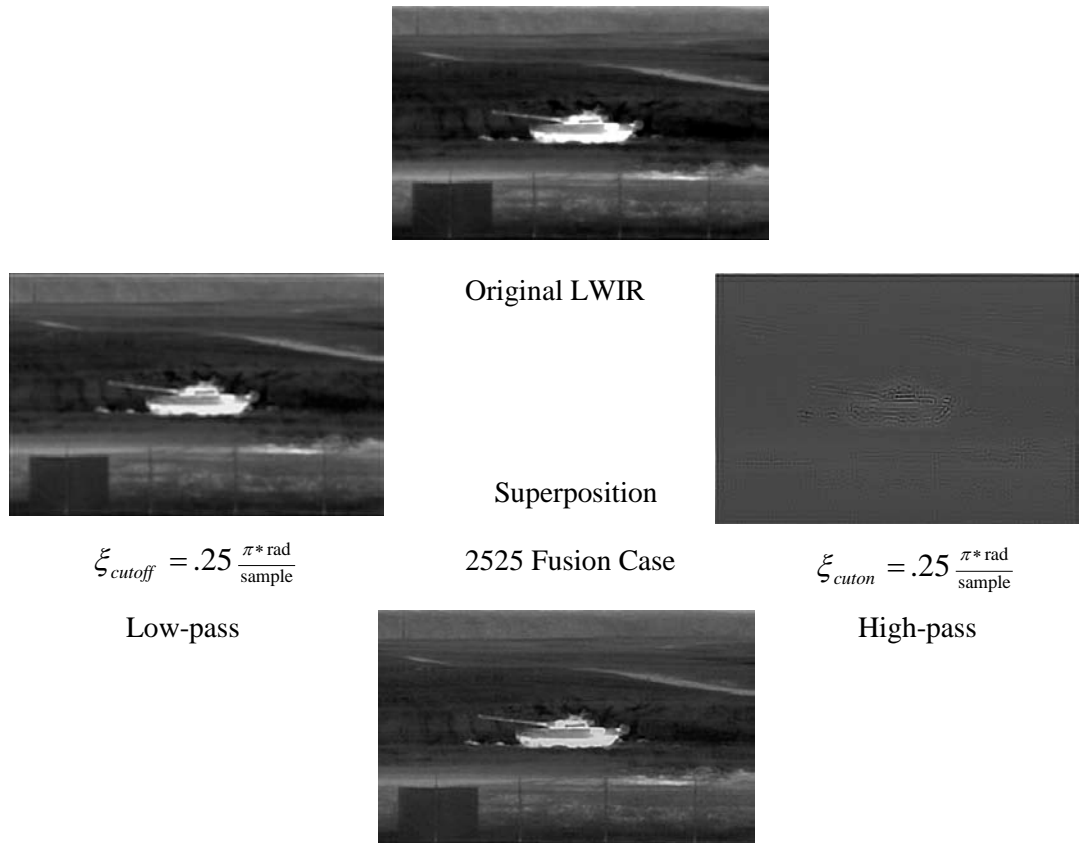 Original LWIR
Superposition
2525 Fusion Case
ξcutoff = .25 π* rad / sample
Low-pass
ξcuton = .25 π* rad / sample
High-pass